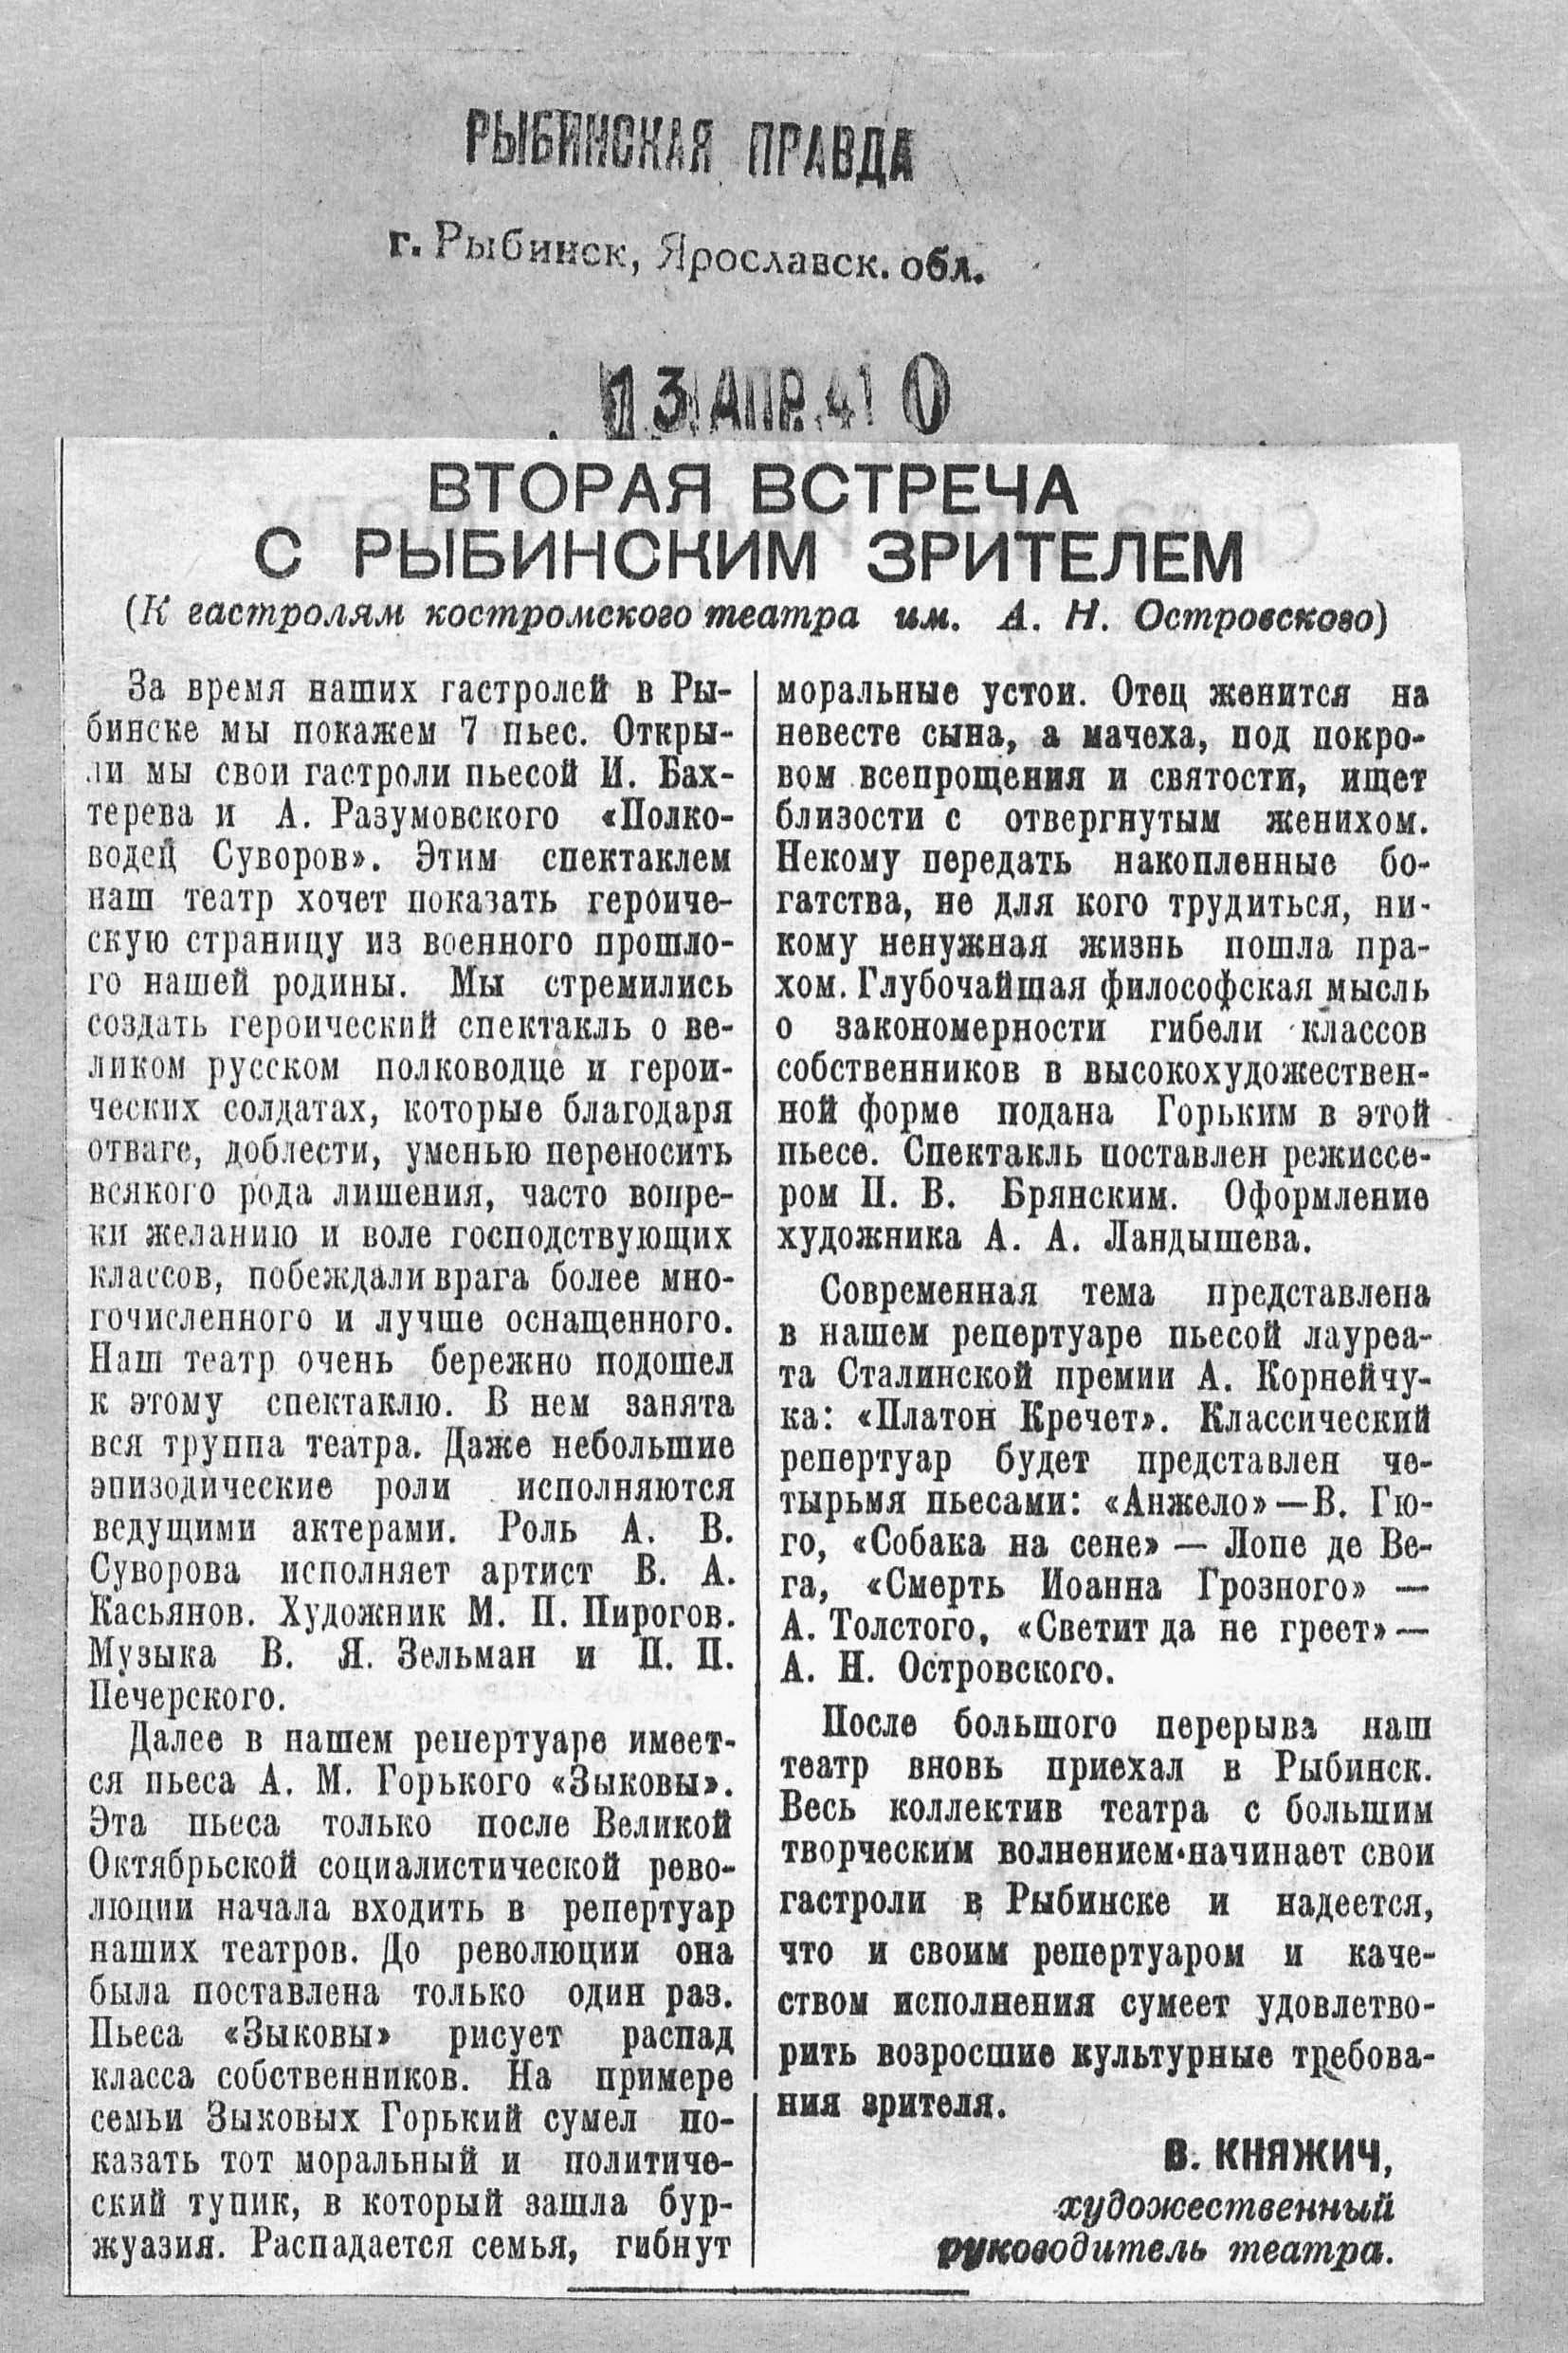 РЫБИНСКАЯ ПРАВДА
г. Рыбинск, Ярославск. обл.
13 АПР. 41 0
ВТОРАЯ ВСТРЕЧА
С РЫБИНСКИМ ЗРИТЕЛЕМ
(К гастролям костромского театра им. А. Н. Островского)
За время наших гастролей в Ры-
бинске мы покажем 7 пьес. Откры-
ли мы свои гастроли пьесой И. Бах-
терева и А. Разумовского «Полко-
водец Суворов». Этим спектаклем
наш театр хочет показать героиче-
скую страницу из военного прошло-
го нашей родины. Мы стремились
создать героический спектакль о ве-
ликом русском полководце и герои-
ческих солдатах, которые благодаря
отваге, доблести, уменью переносить
всякого рода лишения, часто вопре-
ки желанию и воле господствующих
классов, побеждали врага более мно-
гочисленного и лучше оснащенного.
Наш театр очень бережно подошел
к этому спектаклю. В нем занята
вся труппа театра. Даже небольшие
эпизодические роли исполняются
ведущими актерами. Роль А. В.
Суворова исполняет артист В. А.
Касьянов. Художник М. П. Пирогов.
Музыка В. Я. Зельман и П. П.
Печерского.
Далее в нашем репертуаре имеет-
ся пьеса А. М. Горького «Зыковы».
Эта пьеса только после Великой
Октябрьской социалистической рево-
люции начала входить в репертуар
наших театров. До революции она
была поставлена только один раз.
Пьеса «Зыковы» рисует распад
класса собственников. На примере
семьи Зыковых Горький сумел по-
казать тот моральный и политиче-
ский тупик, в который зашла бур-
жуазия. Распадается семья, гибнут
моральные устои. Отец женится на
невесте сына, а мачеха, под покро-
вом всепрощения и святости, ищет
близости с отвергнутым женихом.
Некому передать накопленные бо-
гатства, не для кого трудиться, ни-
кому ненужная жизнь пошла пра-
хом. Глубочайшая философская мысль
о закономерности гибели классов
собственников в высокохудожествен-
ной форме подана Горьким в этой
пьесе. Спектакль поставлен режиссе-
ром П. В. Брянским. Оформление
художника А. А. Ландышева.
Современная тема представлена
в нашем репертуаре пьесой лауреа-
та Сталинской премии А. Корнейчу-
ка: «Платон Кречет». Классический
репертуар будет представлен че-
тырьмя пьесами: «Анжело» — В. Гю-
го, «Собака на сене» — Лопе де Ве-
га, «Смерть Иоанна Грозного» —
А. Толстого, «Светит да не греет» —
А. Н. Островского.
После большого перерыва наш
театр вновь приехал в Рыбинск.
Весь коллектив театра с большим
творческим волнением начинает свои
гастроли в Рыбинске и надеется,
что и своим репертуаром и каче-
ством исполнения сумеет удовлетво-
рить возросшие культурные требова-
ния зрителя.
В. КНЯЖИЧ,
художественный
руководитель театра.